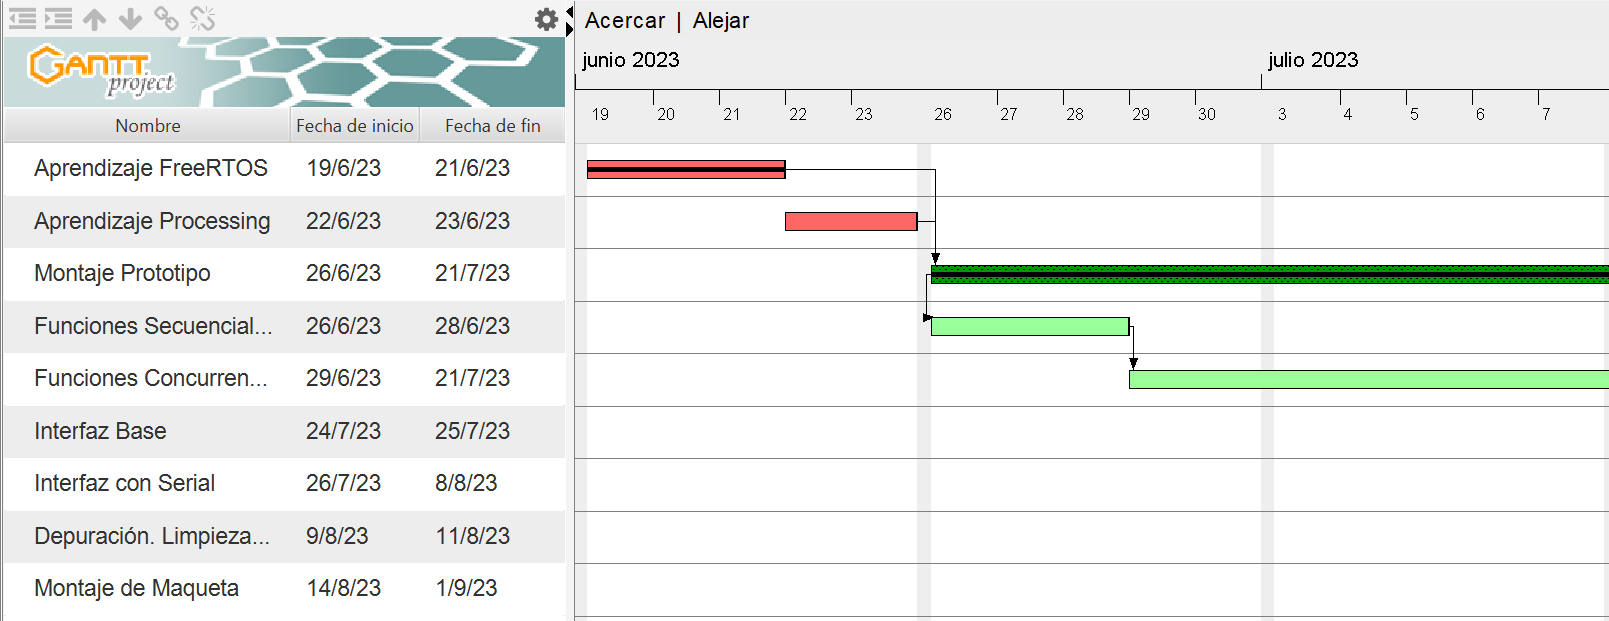 Acercar | Alejar
GANTT
project
junio 2023 julio 2023
19 20 21 22 23 26 27 28 29 30 3 4 5 6 7
Nombre Fecha de inicio Fecha de fin
Aprendizaje FreeRTOS 19/6/23 21/6/23
Aprendizaje Processing 22/6/23 23/6/23
Montaje Prototipo 26/6/23 21/7/23
Funciones Secuencial... 26/6/23 28/6/23
Funciones Concurren... 29/6/23 21/7/23
Interfaz Base 24/7/23 25/7/23
Interfaz con Serial 26/7/23 8/8/23
Depuración. Limpieza... 9/8/23 11/8/23
Montaje de Maqueta 14/8/23 1/9/23